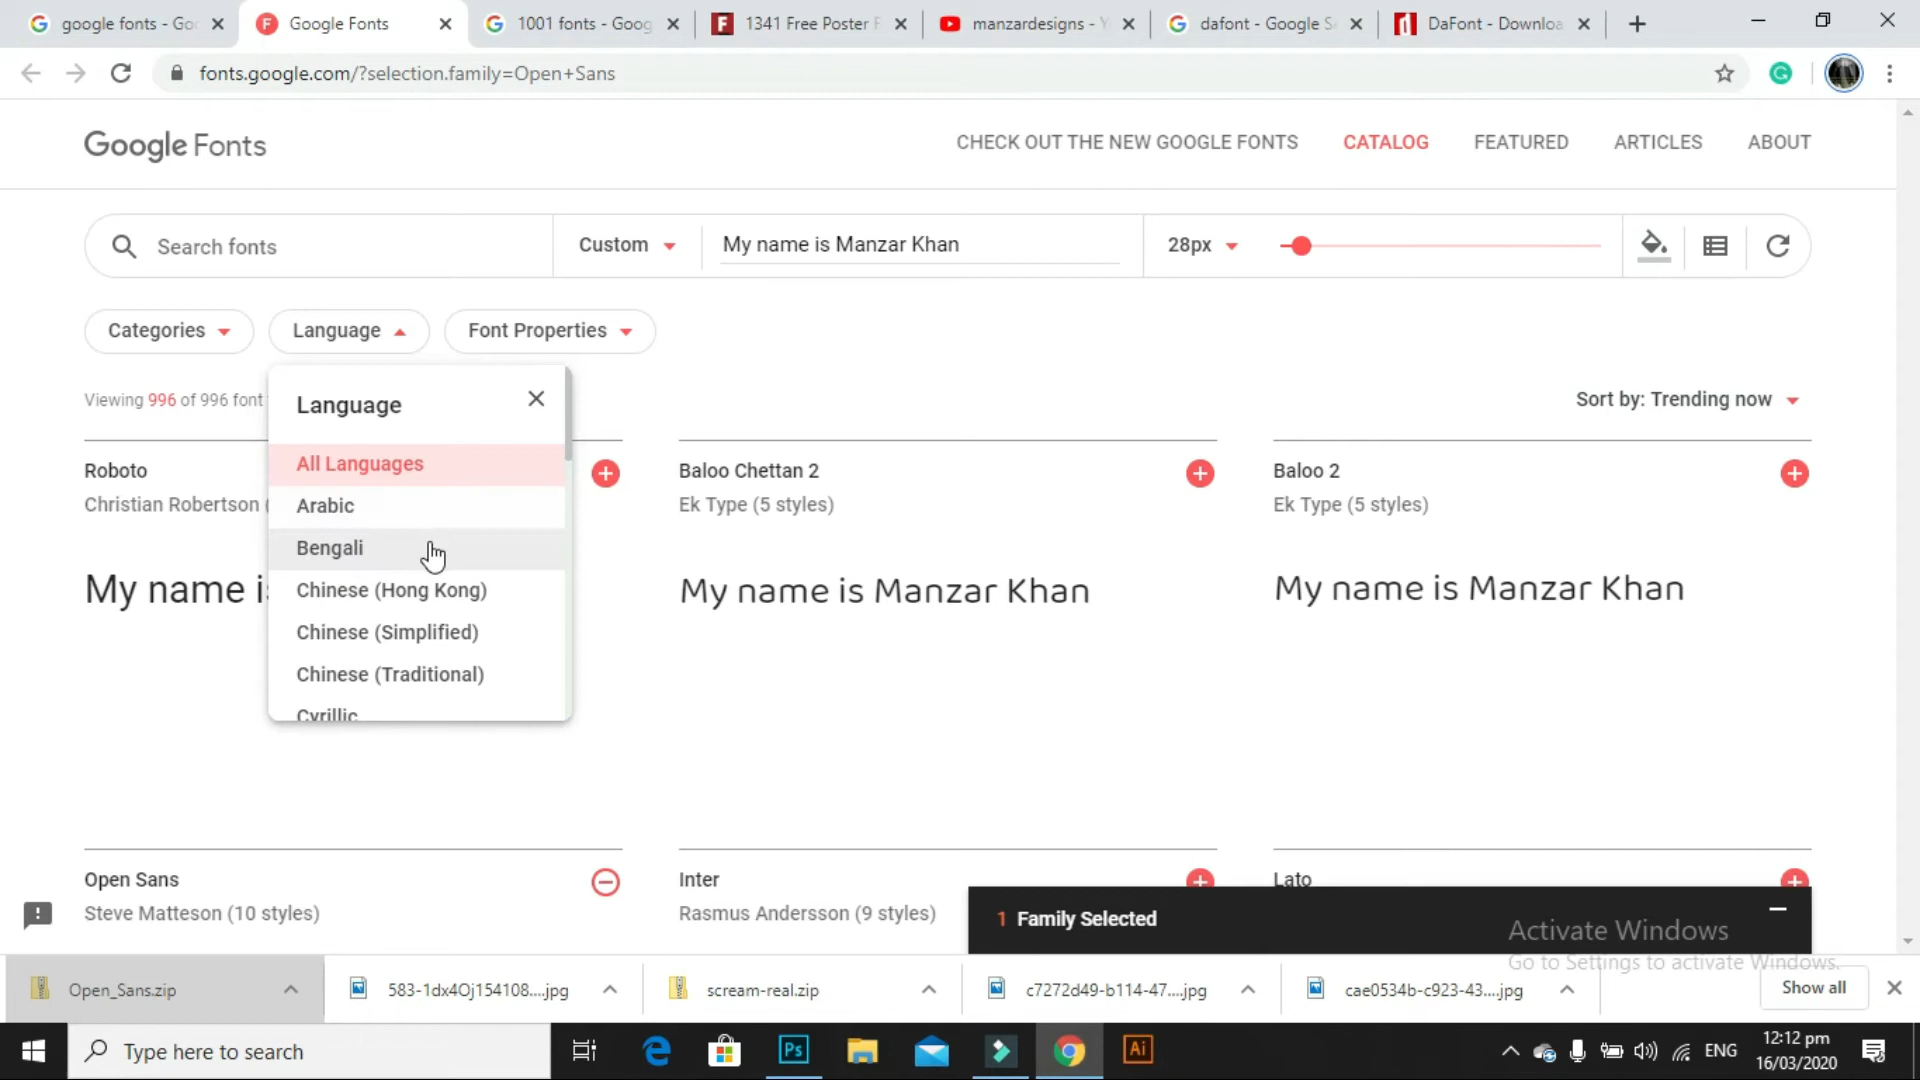 google fonts - Goo
Google Fonts
1001 fonts - Goog
1341 Free Poster F
manzardesigns - Y
dafont - Google Se
DaFont - Downloa
fonts.google.com/?selection.family=Open+Sans
Google Fonts
CHECK OUT THE NEW GOOGLE FONTS
CATALOG
FEATURED
ARTICLES
ABOUT
Search fonts
Custom
My name is Manzar Khan
28px
Categories
Language
Font Properties
Viewing 996 of 996 font
Sort by: Trending now
Language
All Languages
Arabic
Bengali
Chinese (Hong Kong)
Chinese (Simplified)
Chinese (Traditional)
Cyrillic
Roboto
Christian Robertson (
My name is
Baloo Chettan 2
Ek Type (5 styles)
My name is Manzar Khan
Baloo 2
Ek Type (5 styles)
My name is Manzar Khan
Open Sans
Steve Matteson (10 styles)
Inter
Rasmus Andersson (9 styles)
Lato
1 Family Selected
Activate Windows
Go to Settings to activate Windows.
Open_Sans.zip
583-1dx4Oj154108....jpg
scream-real.zip
c7272d49-b114-47....jpg
cae0534b-c923-43....jpg
Show all
Type here to search
Ps
Ai
ENG
12:12 pm
16/03/2020